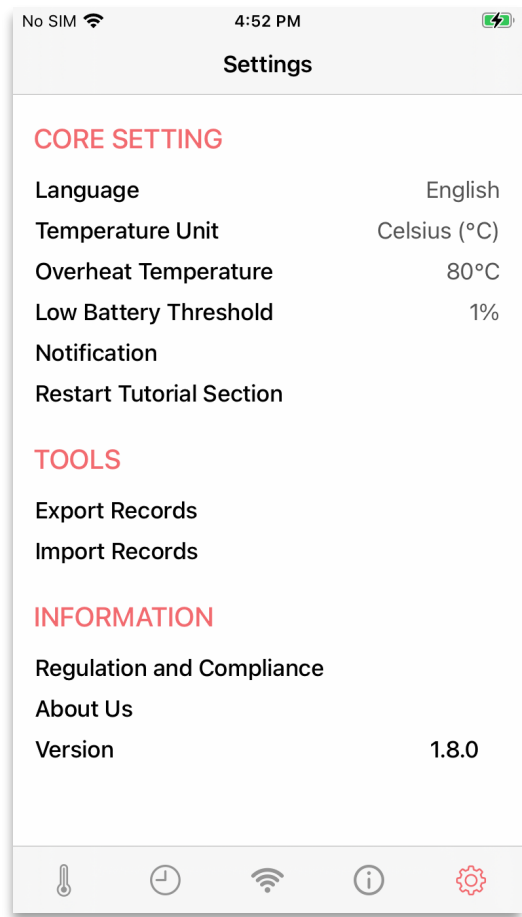 No SIM 4:52 PM
Settings
CORE SETTING
Language English
Temperature Unit Celsius (°C)
Overheat Temperature 80°C
Low Battery Threshold 1%
Notification
Restart Tutorial Section
TOOLS
Export Records
Import Records
INFORMATION
Regulation and Compliance
About Us
Version 1.8.0